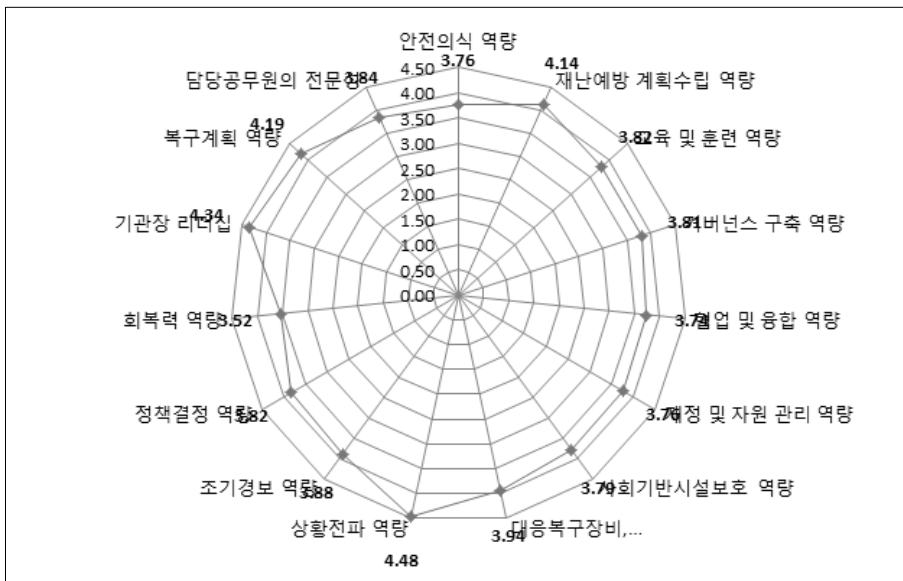 안전의식 역량
3.76
재난예방 계획수립 역량
4.14
교육 및 훈련 역량
3.82
거버넌스 구축 역량
3.81
협업 및 융합 역량
3.74
재정 및 자원 관리 역량
3.76
사회기반시설보호 역량
3.79
대응복구장비,...
3.94
상황전파 역량
4.48
조기경보 역량
3.88
정책결정 역량
3.82
회복력 역량
3.52
기관장 리더십
4.34
복구계획 역량
4.19
담당공무원의 전문성
3.84
4.50
4.00
3.50
3.00
2.50
2.00
1.50
1.00
0.50
0.00